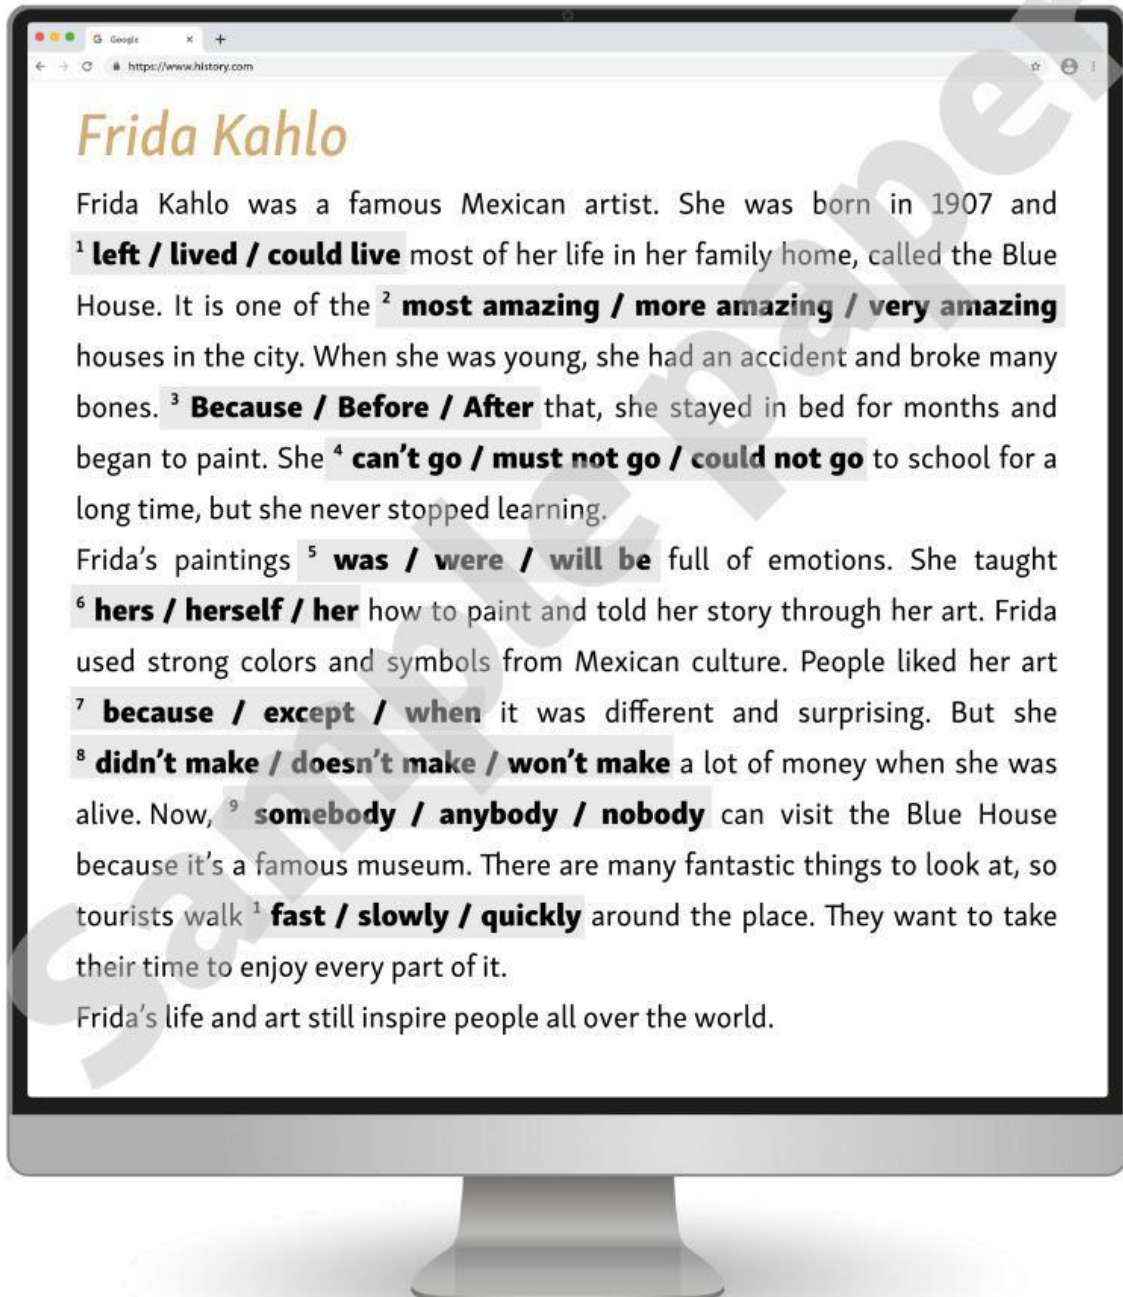 G Google × +
https://www.history.com
Frida Kahlo
Frida Kahlo was a famous Mexican artist. She was born in 1907 and
1 left / lived / could live most of her life in her family home, called the Blue
House. It is one of the 2 most amazing / more amazing / very amazing
houses in the city. When she was young, she had an accident and broke many
bones. 3 Because / Before / After that, she stayed in bed for months and
began to paint. She 4 can't go / must not go / could not go to school for a
long time, but she never stopped learning.
Frida's paintings 5 was / were / will be full of emotions. She taught
6 hers / herself / her how to paint and told her story through her art. Frida
used strong colors and symbols from Mexican culture. People liked her art
7 because / except / when it was different and surprising. But she
8 didn't make / doesn't make / won't make a lot of money when she was
alive. Now, 9 somebody / anybody / nobody can visit the Blue House
because it's a famous museum. There are many fantastic things to look at, so
tourists walk 1 fast / slowly / quickly around the place. They want to take
their time to enjoy every part of it.
Frida's life and art still inspire people all over the world.
Sample paper